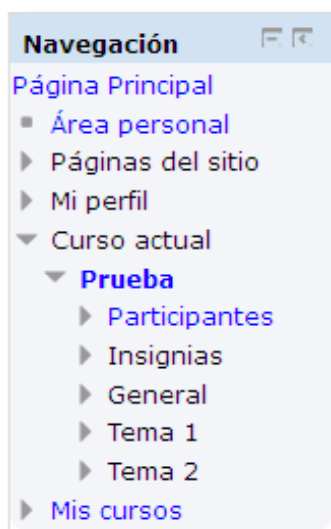 Navegación
Página Principal
Área personal
Páginas del sitio
Mi perfil
Curso actual
Prueba
Participantes
Insignias
General
Tema 1
Tema 2
Mis cursos